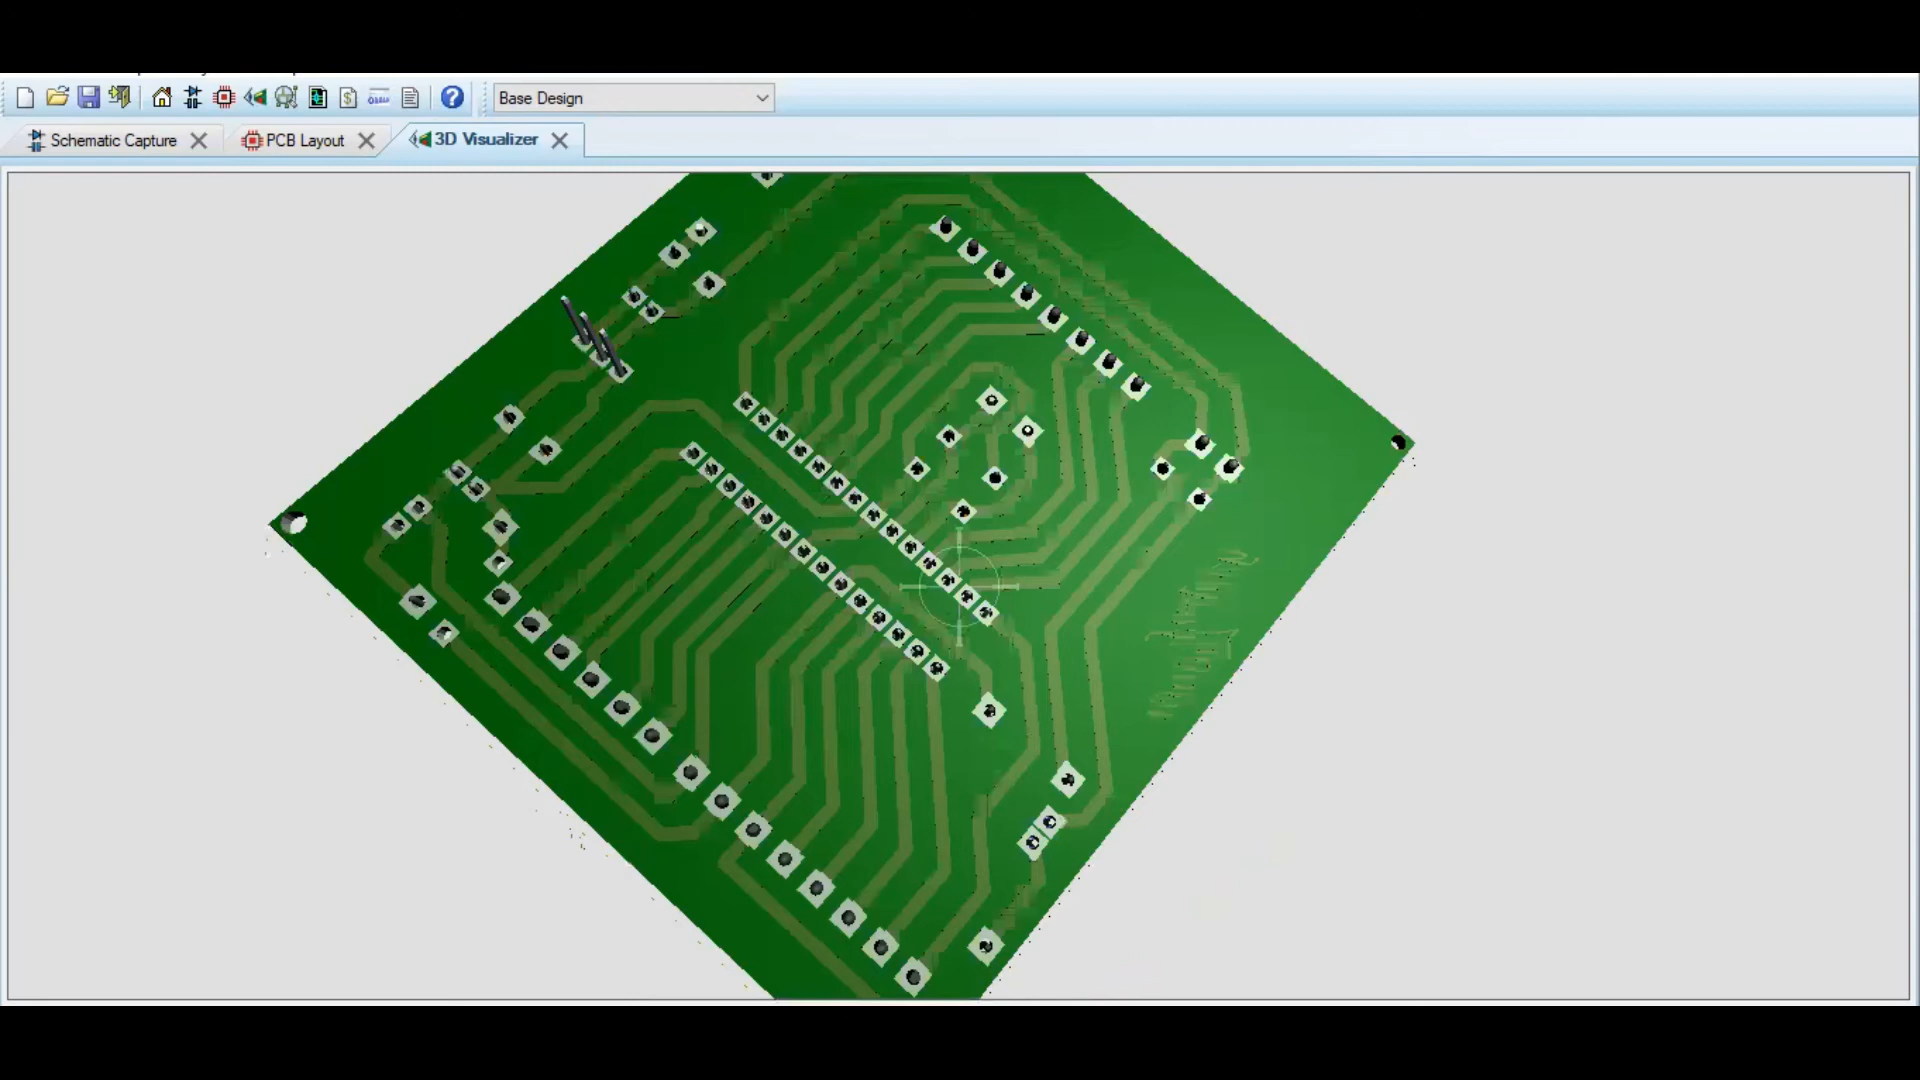 Base Design
Schematic Capture
PCB Layout
3D Visualizer